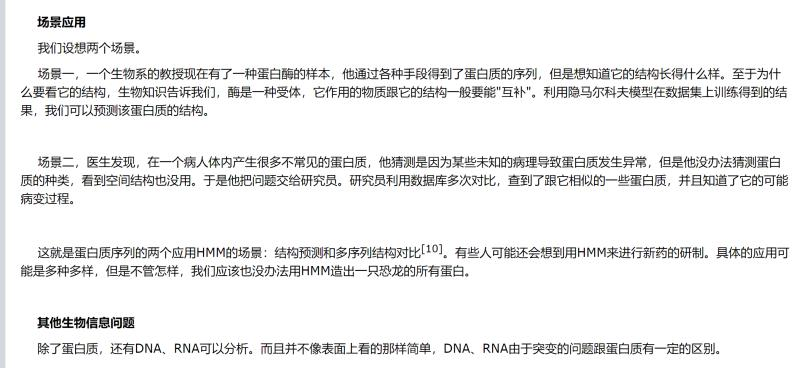 场景应用
我们设想两个场景。
场景一，一个生物系的教授现在有了一种蛋白酶的样本，他通过各种手段得到了蛋白质的序列，但是想知道它的结构长得什么样。至于为什
么要看它的结构，生物知识告诉我们，酶是一种受体，它作用的物质跟它的结构一般要能"互补"。利用隐马尔科夫模型在数据集上训练得到的结
果，我们可以预测该蛋白质的结构。
场景二，医生发现，在一个病人体内产生很多不常见的蛋白质，他猜测是因为某些未知的病理导致蛋白质发生异常，但是他没办法猜测蛋白
质的种类，看到空间结构也没用。于是他把问题交给研究员。研究员利用数据库多次对比，查到了跟它相似的一些蛋白质，并且知道了它的可能
病变过程。
这就是蛋白质序列的两个应用HMM的场景：结构预测和多序列结构对比[10]。有些人可能还会想到用HMM来进行新药的研制。具体的应用可
能是多种多样，但是不管怎样，我们应该也没办法用HMM造出一只恐龙的所有蛋白。
其他生物信息问题
除了蛋白质，还有DNA、RNA可以分析。而且并不像表面上看的那样简单，DNA、RNA由于突变的问题跟蛋白质有一定的区别。